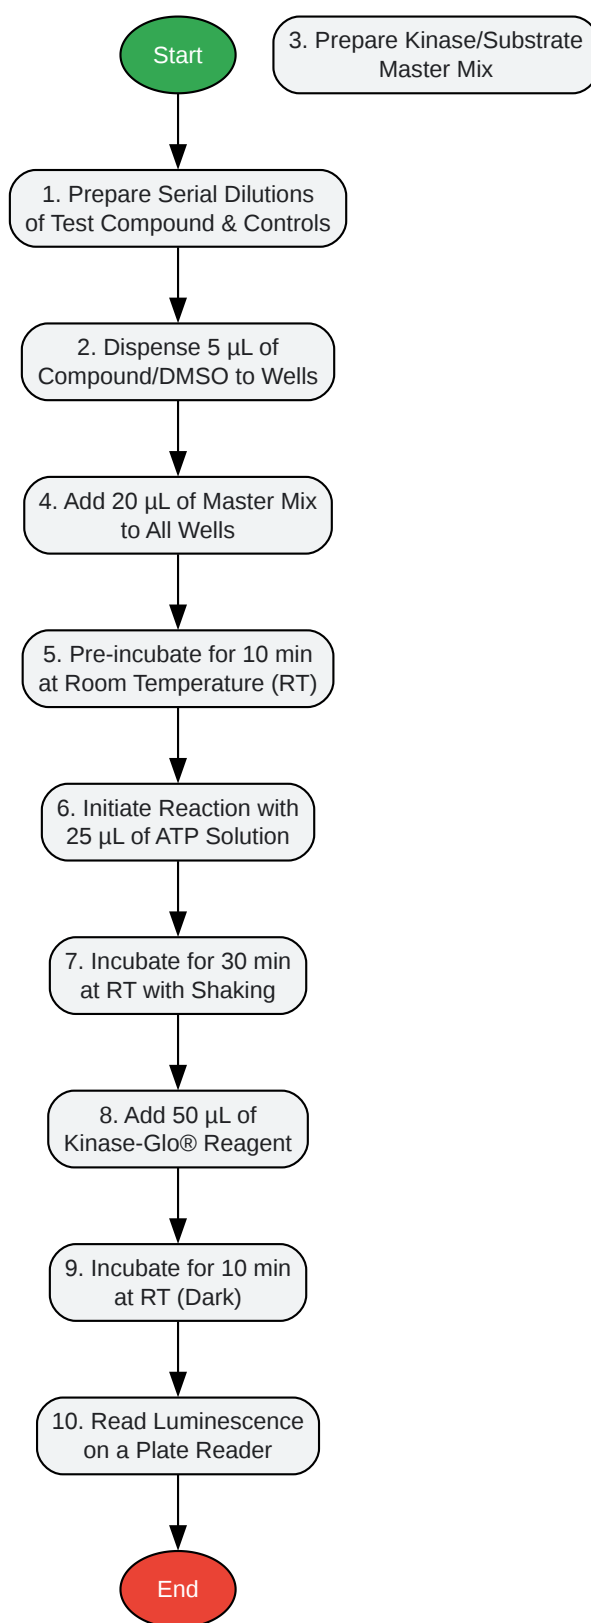 Start
3. Prepare Kinase/Substrate
Master Mix
1. Prepare Serial Dilutions
of Test Compound & Controls
2. Dispense 5 µL of
Compound/DMSO to Wells
4. Add 20 µL of Master Mix
to All Wells
5. Pre-incubate for 10 min
at Room Temperature (RT)
6. Initiate Reaction with
25 µL of ATP Solution
7. Incubate for 30 min
at RT with Shaking
8. Add 50 µL of
Kinase-Glo® Reagent
9. Incubate for 10 min
at RT (Dark)
10. Read Luminescence
on a Plate Reader
End